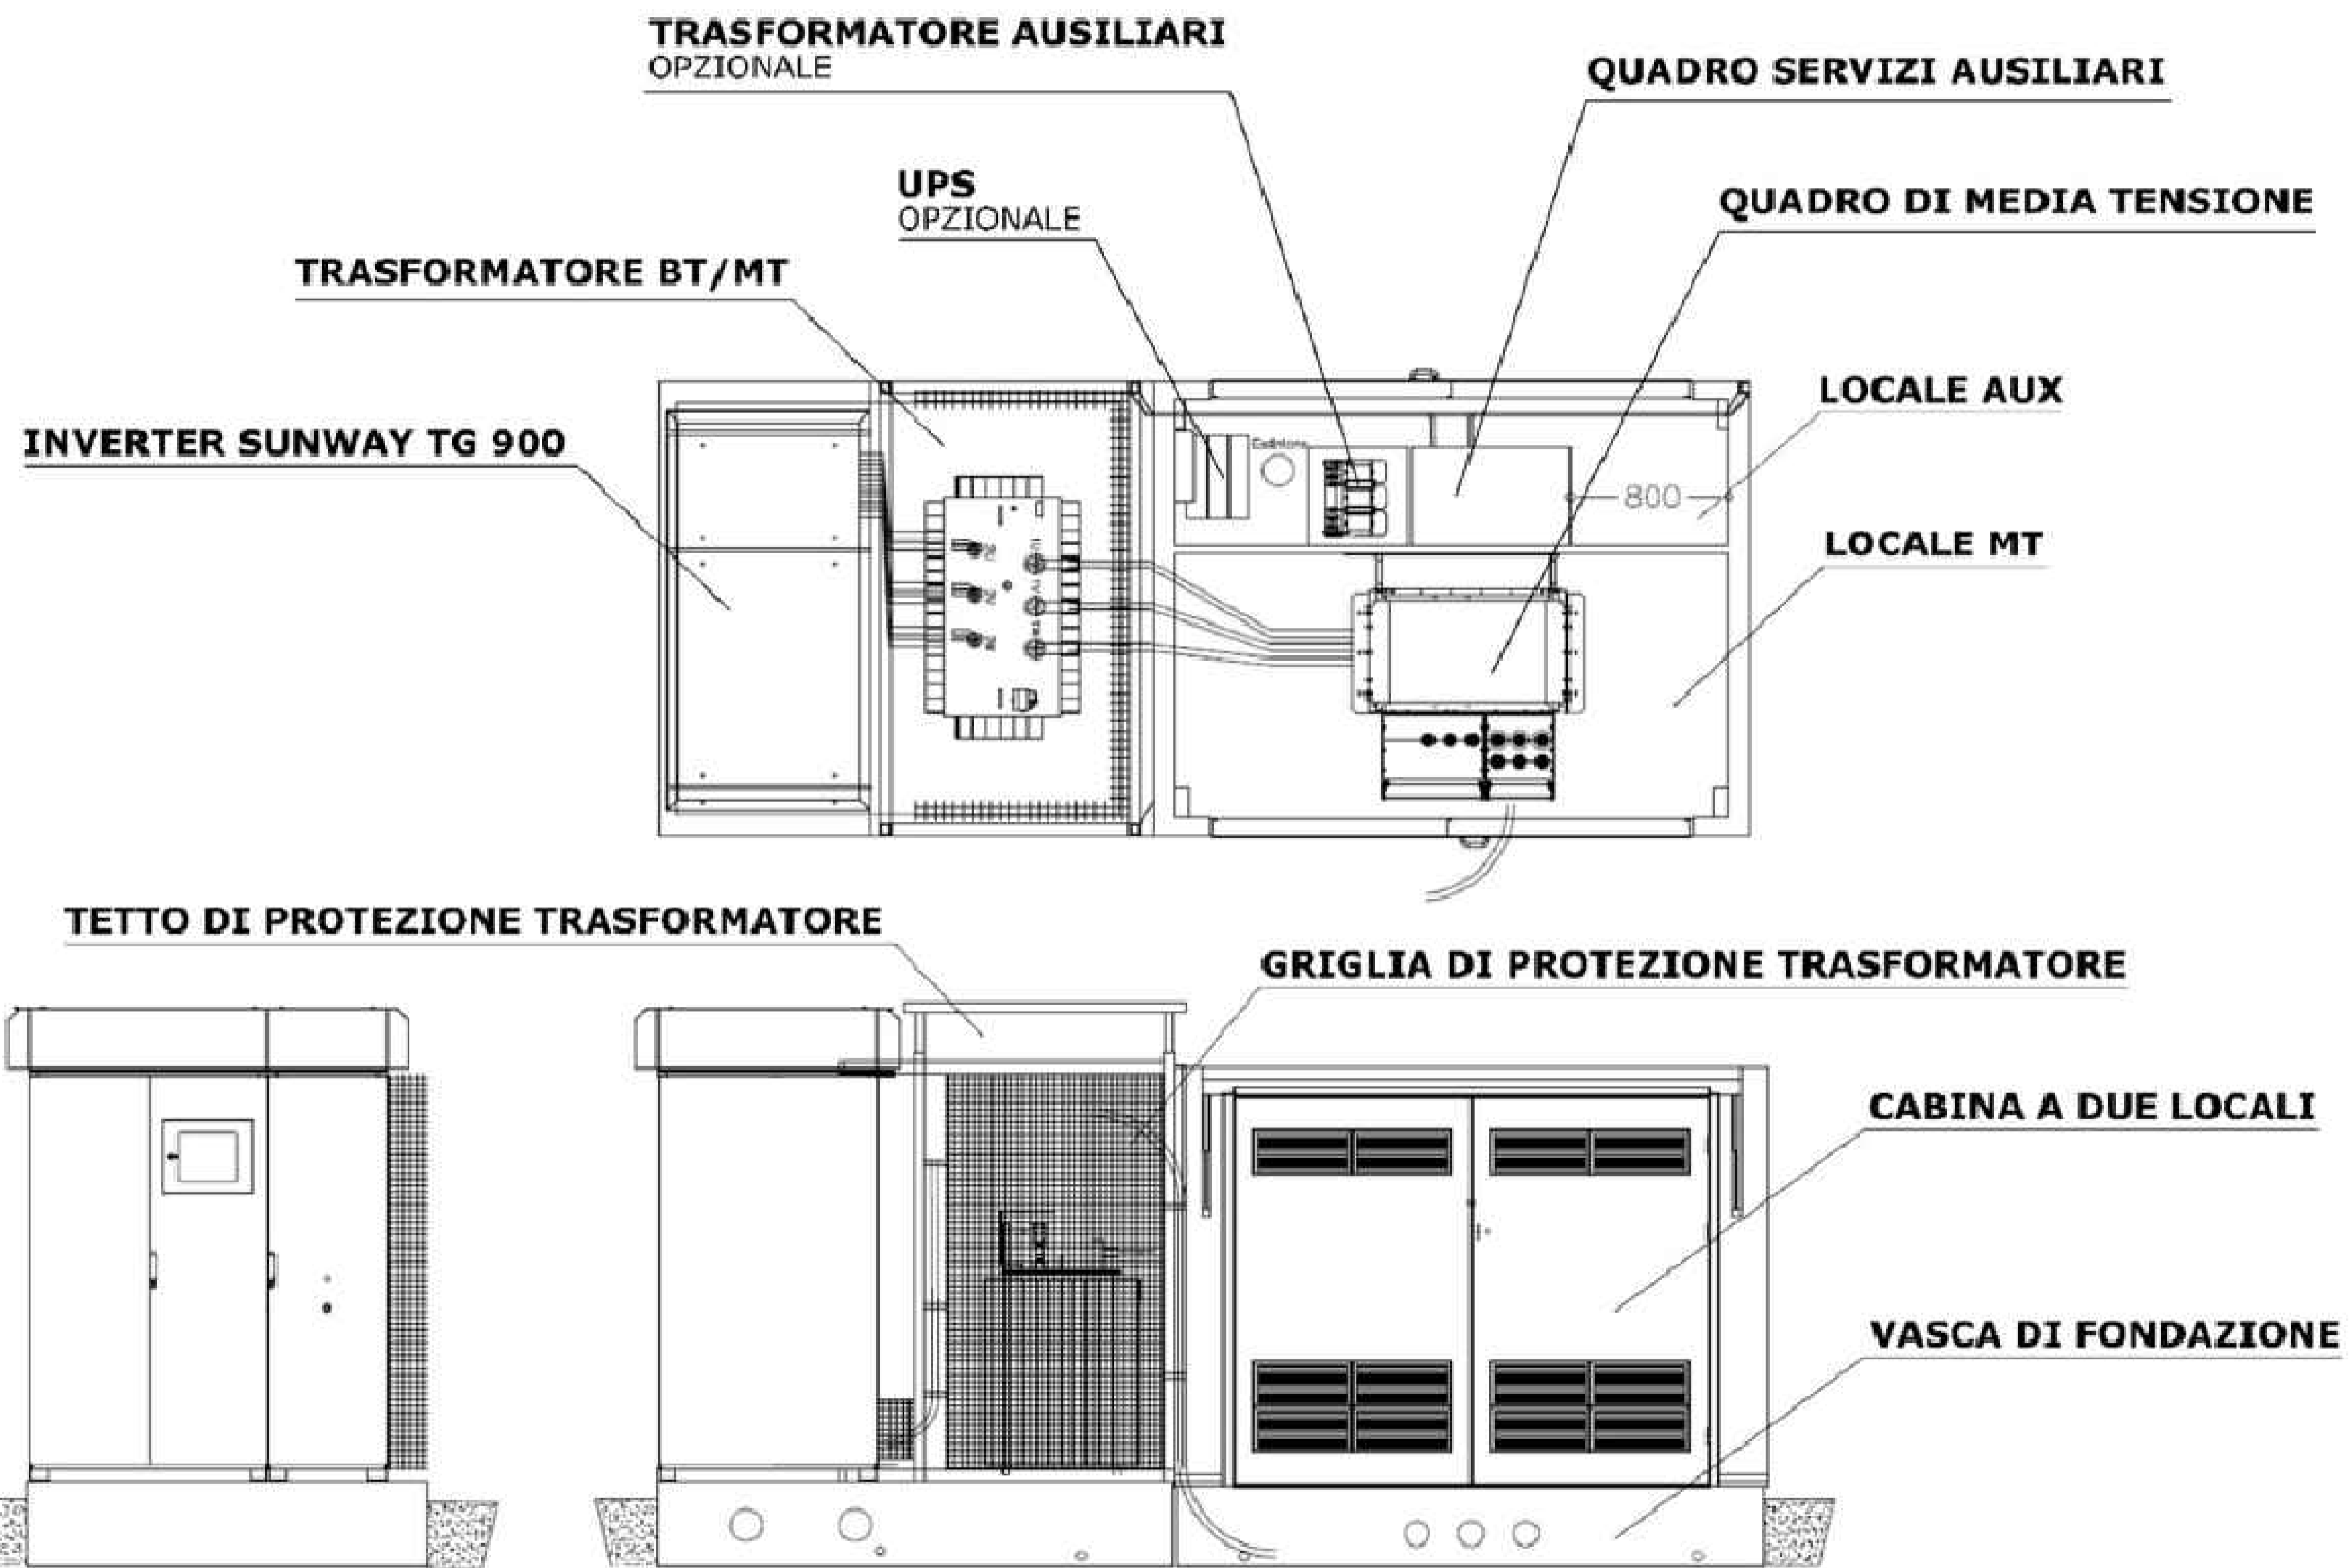 TRASFORMATORE AUSILIARI
OPZIONALE
QUADRO SERVIZI AUSILIARI
UPS
OPZIONALE
QUADRO DI MEDIA TENSIONE
TRASFORMATORE BT/MT
LOCALE AUX
INVERTER SUNWAY TG 900
800
LOCALE MT
TETTO DI PROTEZIONE TRASFORMATORE
GRIGLIA DI PROTEZIONE TRASFORMATORE
CABINA A DUE LOCALI
VASCA DI FONDAZIONE